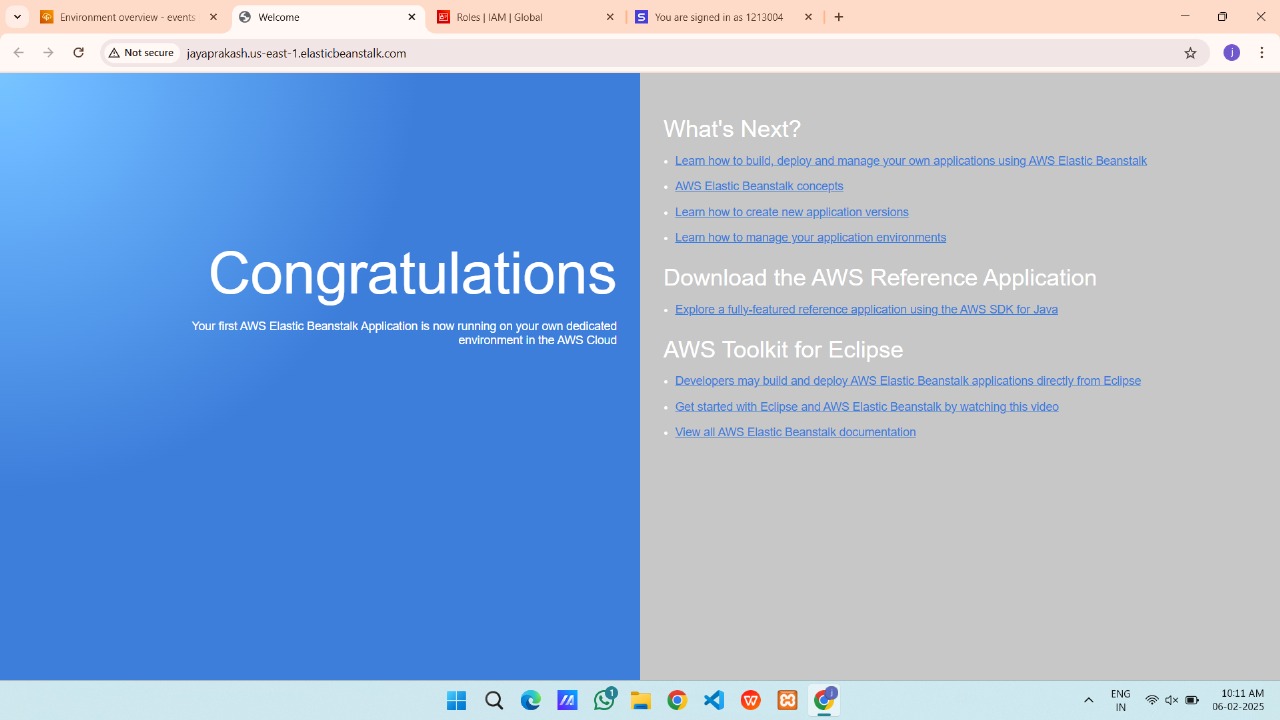 Environment overview - events
Welcome
Roles | IAM | Global
You are signed in as 1213004
Not secure
jayaprakash.us-east-1.elasticbeanstalk.com
j
Congratulations
Your first AWS Elastic Beanstalk Application is now running on your own dedicated
environment in the AWS Cloud
What's Next?
Learn how to build, deploy and manage your own applications using AWS Elastic Beanstalk
AWS Elastic Beanstalk concepts
Learn how to create new application versions
Learn how to manage your application environments
Download the AWS Reference Application
Explore a fully-featured reference application using the AWS SDK for Java
AWS Toolkit for Eclipse
Developers may build and deploy AWS Elastic Beanstalk applications directly from Eclipse
Get started with Eclipse and AWS Elastic Beanstalk by watching this video
View all AWS Elastic Beanstalk documentation
1
j
ENG
IN
10:11 AM
06-02-2025